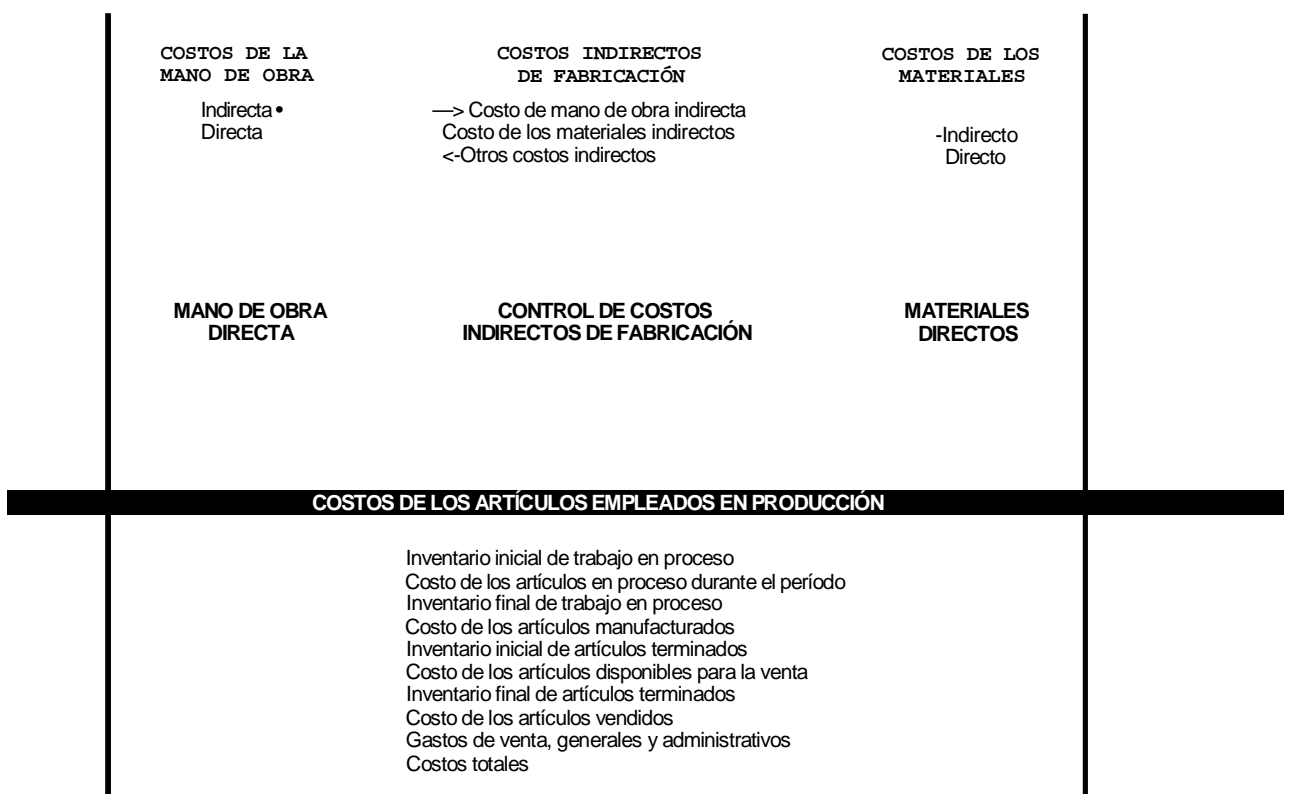 COSTOS DE LA
MANO DE OBRA
Indirecta•
Directa
COSTOS INDIRECTOS
DE FABRICACIÓN
—> Costo de mano de obra indirecta
Costo de los materiales indirectos
<-Otros costos indirectos
COSTOS DE LOS
MATERIALES
-Indirecto
Directo
MANO DE OBRA
DIRECTA
CONTROL DE COSTOS
INDIRECTOS DE FABRICACIÓN
MATERIALES
DIRECTOS
COSTOS DE LOS ARTÍCULOS EMPLEADOS EN PRODUCCIÓN
Inventario inicial de trabajo en proceso
Costo de los artículos en proceso durante el período
Inventario final de trabajo en proceso
Costo de los artículos manufacturados
Inventario inicial de artículos terminados
Costo de los artículos disponibles para la venta
Inventario final de artículos terminados
Costo de los artículos vendidos
Gastos de venta, generales y administrativos
Costos totales